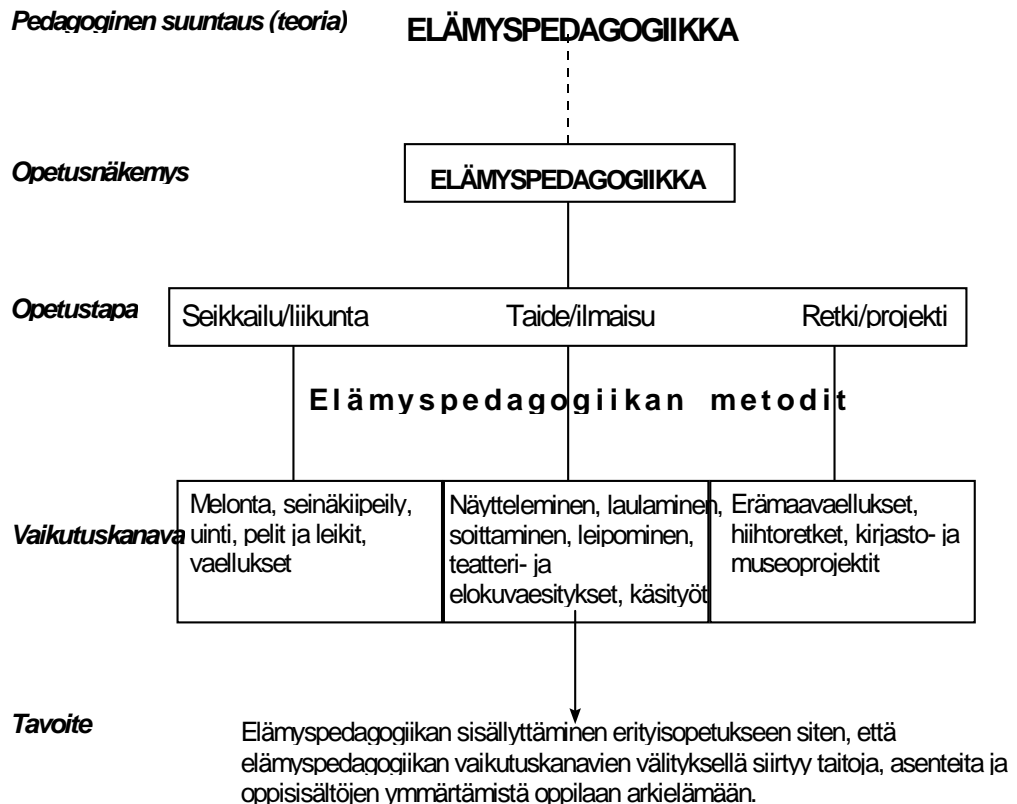 Pedagoginen suuntaus (teoria)
ELÄMYSPEDAGOGIIKKA
Opetusnäkemys
ELÄMYSPEDAGOGIIKKA
Opetustapa
Seikkailu/liikunta
Taide/ilmaisu
Retki/projekti
Elämyspedagogiikan metodit
Vaikutuskanava
Melonta, seinäkiipeily,
uinti, pelit ja leikit,
vaellukset
Näytteleminen, laulaminen,
soittaminen, leipominen,
teatteri- ja
elokuvaesitykset, käsityöt
Erämaavaellukset,
hiihtoretket, kirjasto- ja
museoprojektit
Tavoite
Elämyspedagogiikan sisällyttäminen erityisopetukseen siten, että
elämyspedagogiikan vaikutuskanavien välityksellä siirtyy taitoja, asenteita ja
oppisisältöjen ymmärtämistä oppilaan arkielämään.